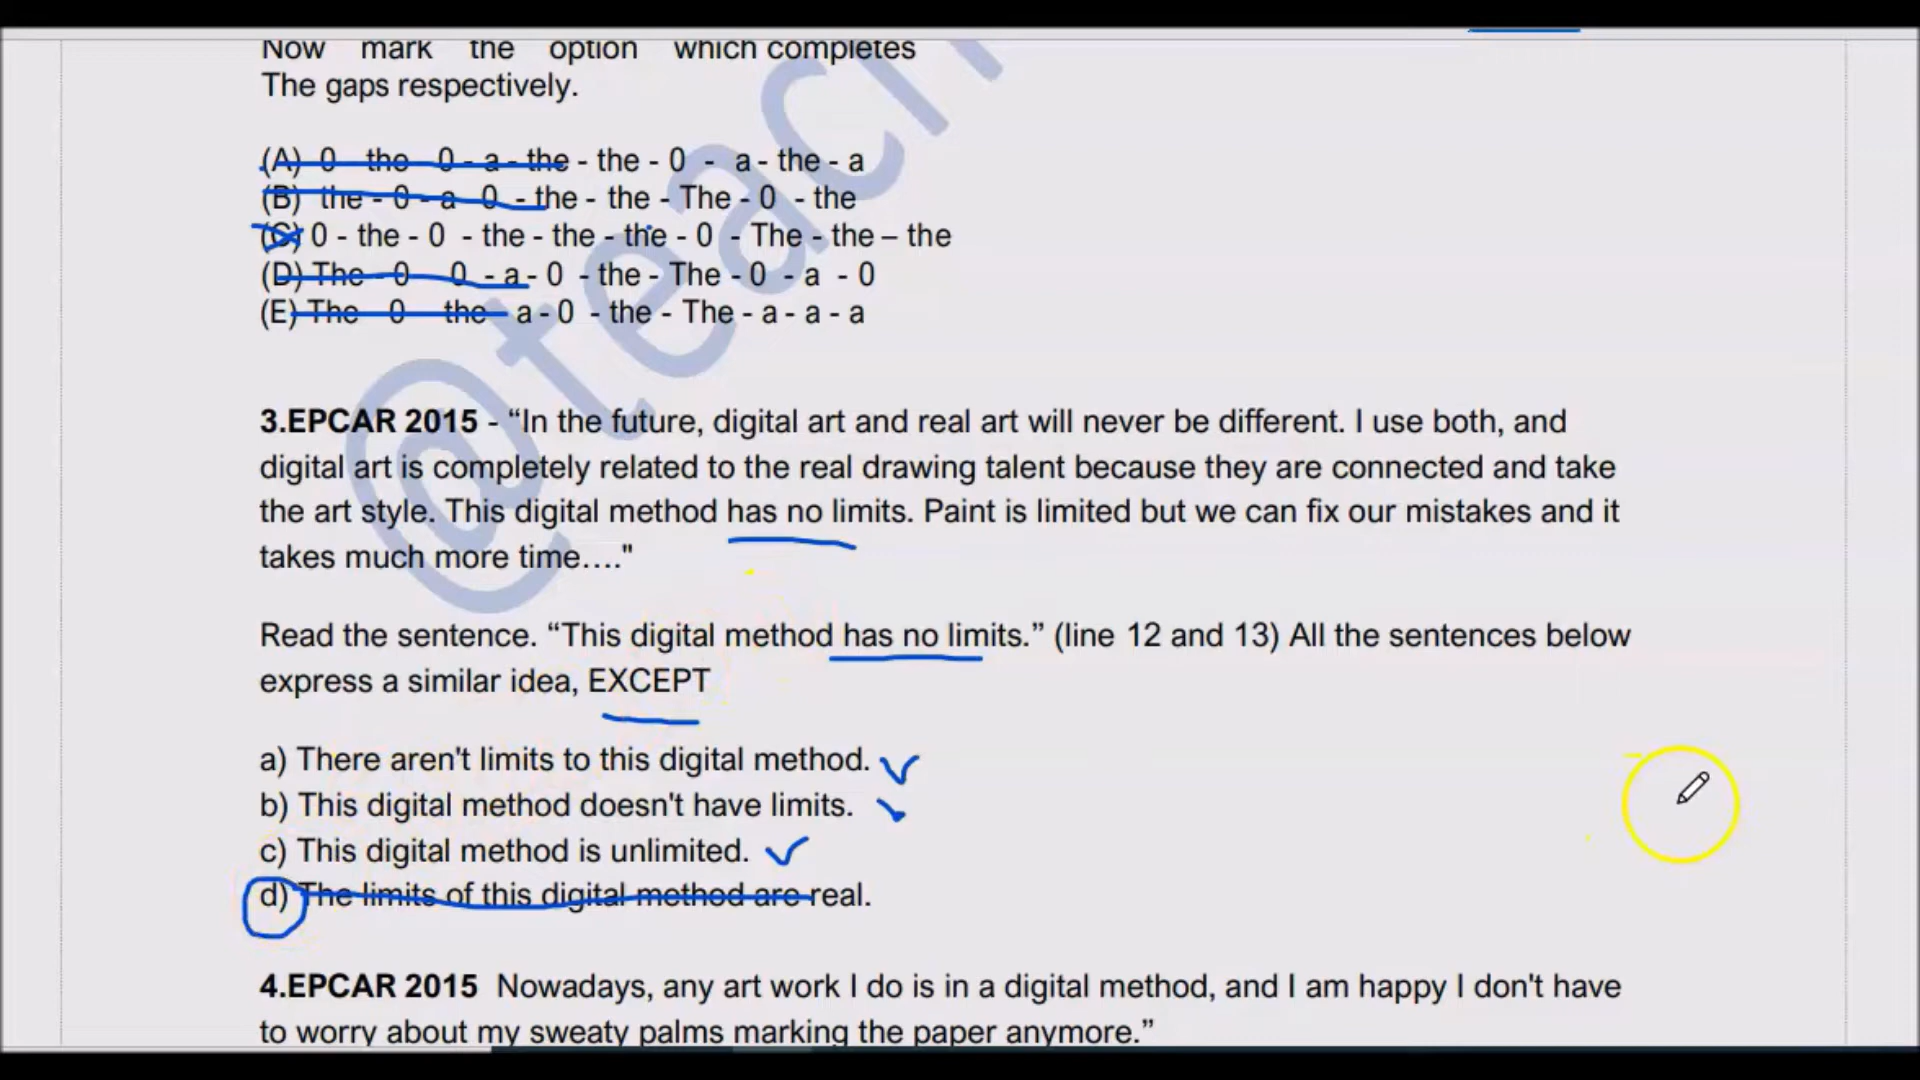 Now mark the option which completes
The gaps respectively.
(A) 0 - the - 0 - a - the - the - 0 - a - the - a
(B) the - 0 - a - 0 - the - the - The - 0 - the
(C) 0 - the - 0 - the - the - the - 0 - The - the – the
(D) The - 0 - 0 - a - 0 - the - The - 0 - a - 0
(E) The - 0 - the - a - 0 - the - The - a - a - a
@teach
3.EPCAR 2015 - “In the future, digital art and real art will never be different. I use both, and
digital art is completely related to the real drawing talent because they are connected and take
the art style. This digital method has no limits. Paint is limited but we can fix our mistakes and it
takes much more time…."
Read the sentence. “This digital method has no limits.” (line 12 and 13) All the sentences below
express a similar idea, EXCEPT
a) There aren't limits to this digital method.
b) This digital method doesn't have limits.
c) This digital method is unlimited.
d) The limits of this digital method are real.
4.EPCAR 2015 Nowadays, any art work I do is in a digital method, and I am happy I don't have
to worry about my sweaty palms marking the paper anymore.”